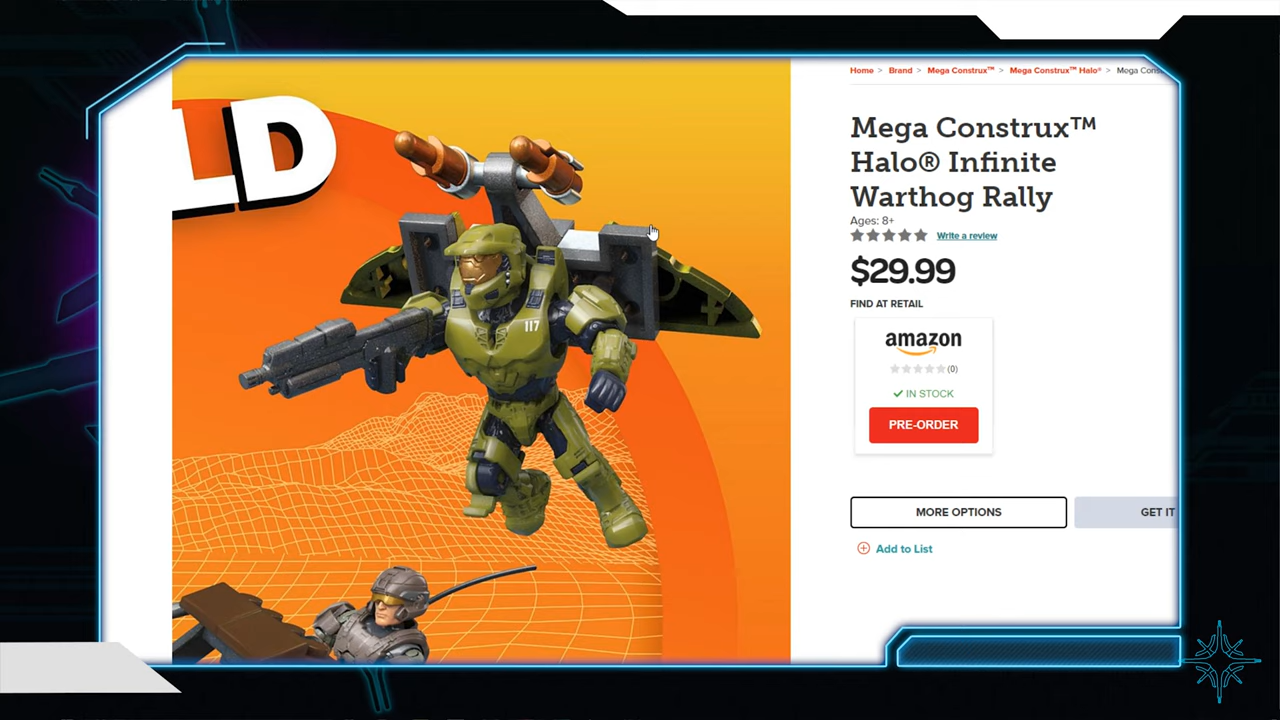 LD
117
Home > Brand > Mega Construx™ > Mega Construx™ Halo® > Mega Cons
Mega Construx™
Halo® Infinite
Warthog Rally
Ages: 8+
Write a review
$29.99
FIND AT RETAIL
amazon
(0)
✓ IN STOCK
PRE-ORDER
MORE OPTIONS
GET IT
Add to List